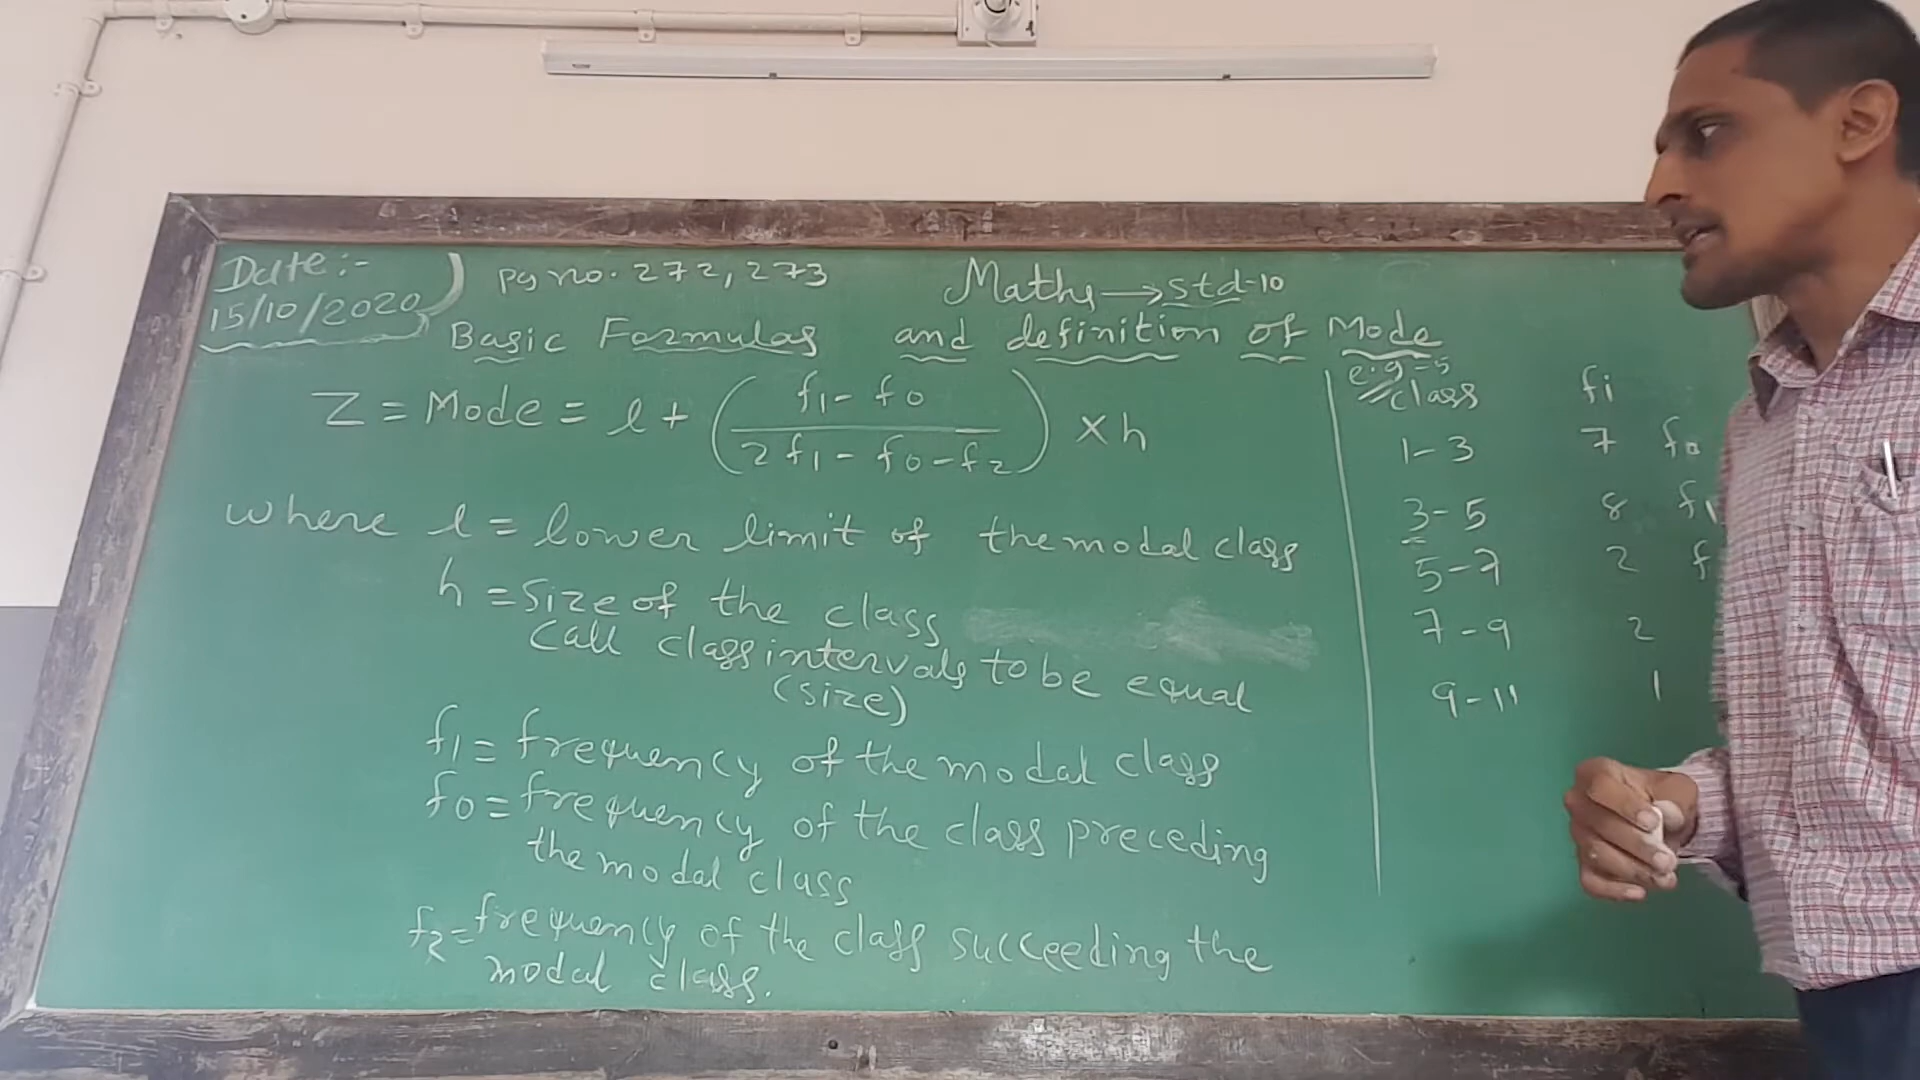 Date:-
15/10/2020
Pg no. 272, 273
Maths → std-10
Basic Formulas and definition of Mode
Z = Mode = l + ( f1 - f0 / 2f1 - f0 - f2 ) × h
where l = lower limit of the modal class
h = size of the class
(all class intervals to be equal
(size)
f1 = frequency of the modal class
f0 = frequency of the class preceding
the modal class
f2 = frequency of the class succeeding the
modal class.
e.g-5
class fi
1-3 7 f0
3-5 8 f1
5-7 2 f
7-9 2
9-11 1